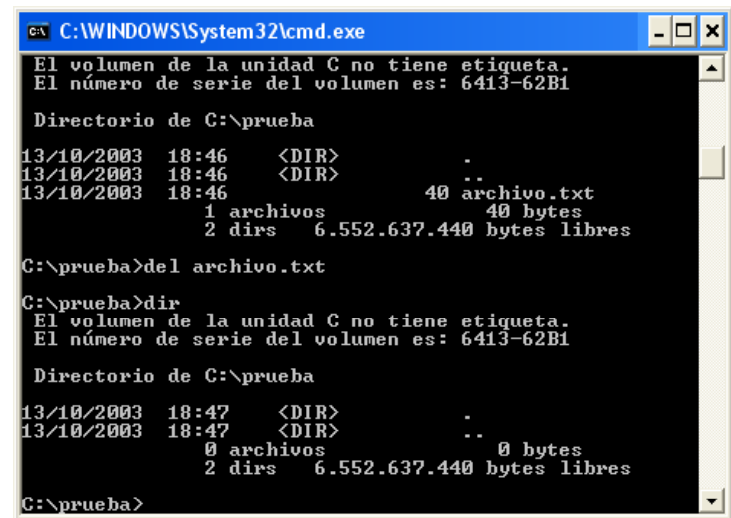 C:\WINDOWS\System32\cmd.exe
El volumen de la unidad C no tiene etiqueta.
El número de serie del volumen es: 6413-62B1
Directorio de C:\prueba
13/10/2003 18:46 <DIR> .
13/10/2003 18:46 <DIR> ..
13/10/2003 18:46 40 archivo.txt
1 archivos 40 bytes
2 dirs 6.552.637.440 bytes libres
C:\prueba>del archivo.txt
C:\prueba>dir
El volumen de la unidad C no tiene etiqueta.
El número de serie del volumen es: 6413-62B1
Directorio de C:\prueba
13/10/2003 18:47 <DIR> .
13/10/2003 18:47 <DIR> ..
0 archivos 0 bytes
2 dirs 6.552.637.440 bytes libres
C:\prueba>